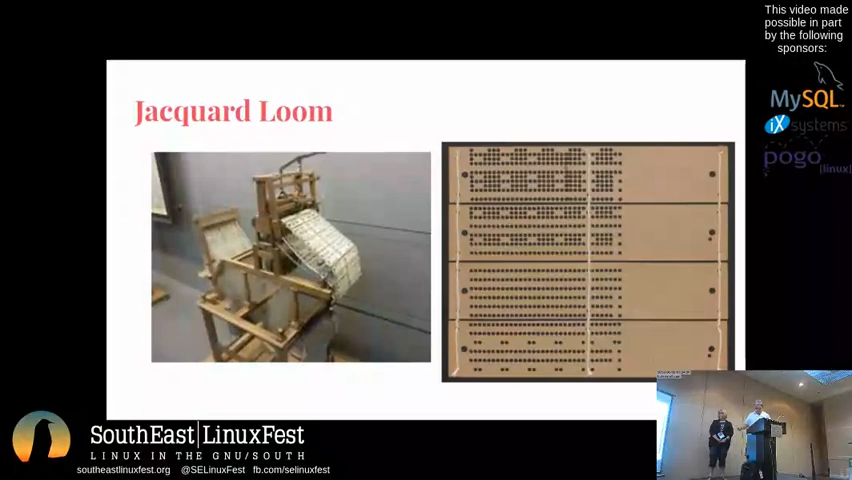 This video made
possible in part
by the following
sponsors:
MySQL
iX systems
pogo
|linux|
Jacquard Loom
SouthEast|LinuxFest
LINUX IN THE GNU/SOUTH
southeastlinuxfest.org @SELinuxFest fb.com/selinuxfest